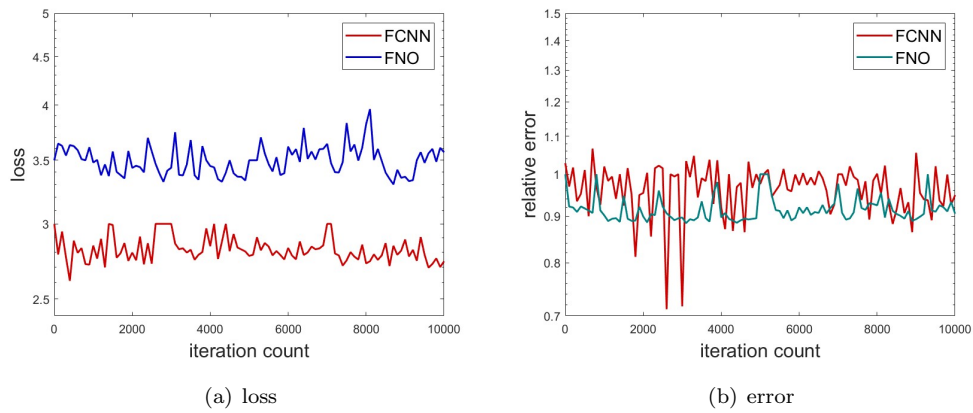 5
4.5
4
3.5
3
2.5
loss
0
2000
4000
6000
8000
10000
iteration count
FCNN
FNO
(a) loss
1.5
1.4
1.3
1.2
1.1
1
0.9
0.8
0.7
relative error
0
2000
4000
6000
8000
10000
iteration count
FCNN
FNO
(b) error